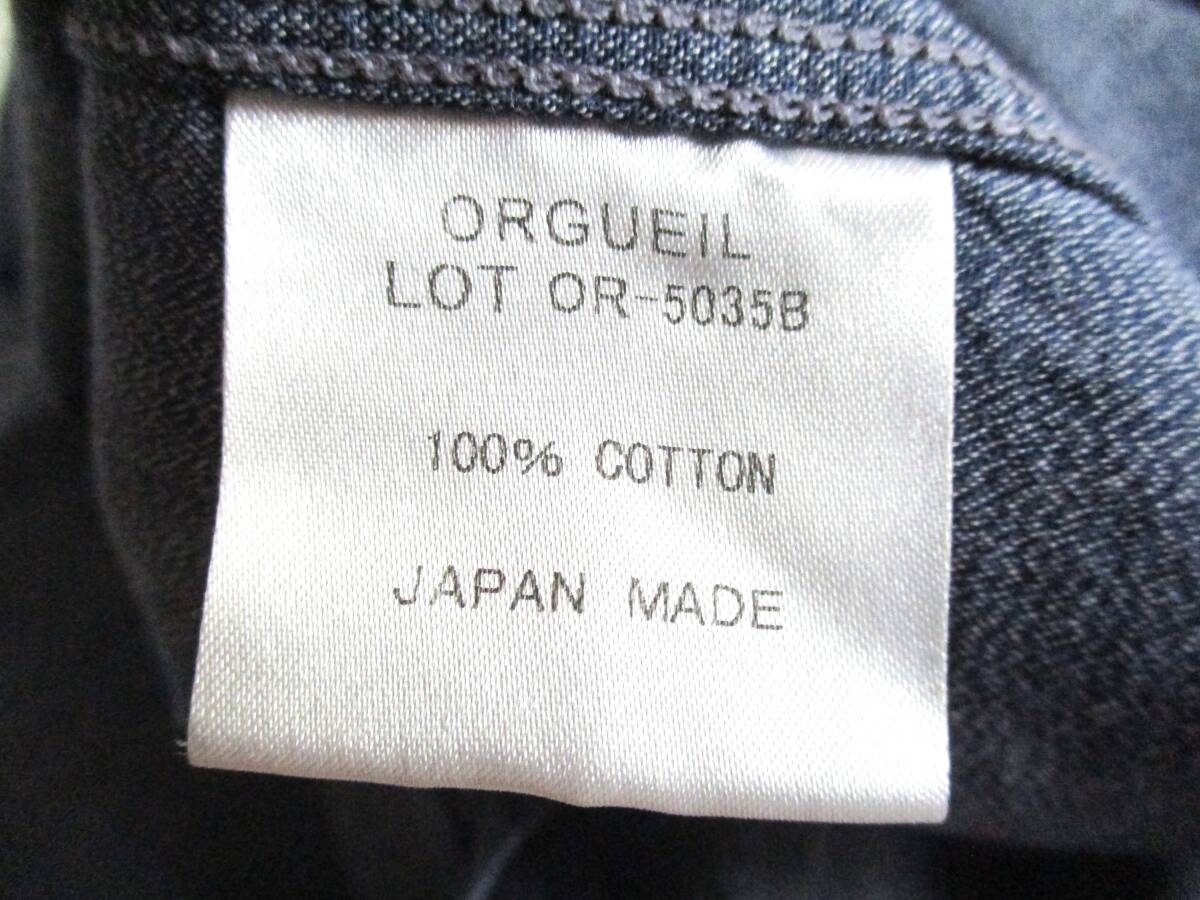 ORGUEIL
LOT OR-5035B
100% COTTON
JAPAN MADE